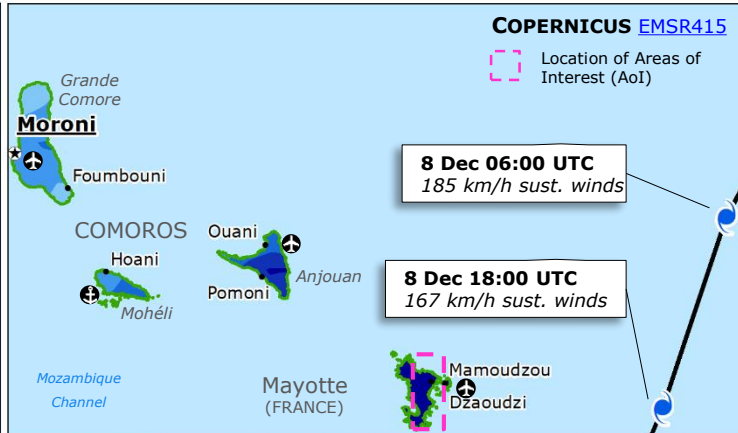 COPERNICUS EMSR415
Location of Areas of
Interest (AoI)
Grande
Comore
Moroni
Foumbouni
8 Dec 06:00 UTC
185 km/h sust. winds
COMOROS
Ouani
Hoani
Anjouan
Pomoni
Mohéli
8 Dec 18:00 UTC
167 km/h sust. winds
Mozambique
Channel
Mayotte
(FRANCE)
Mamoudzou
Dzaoudzi